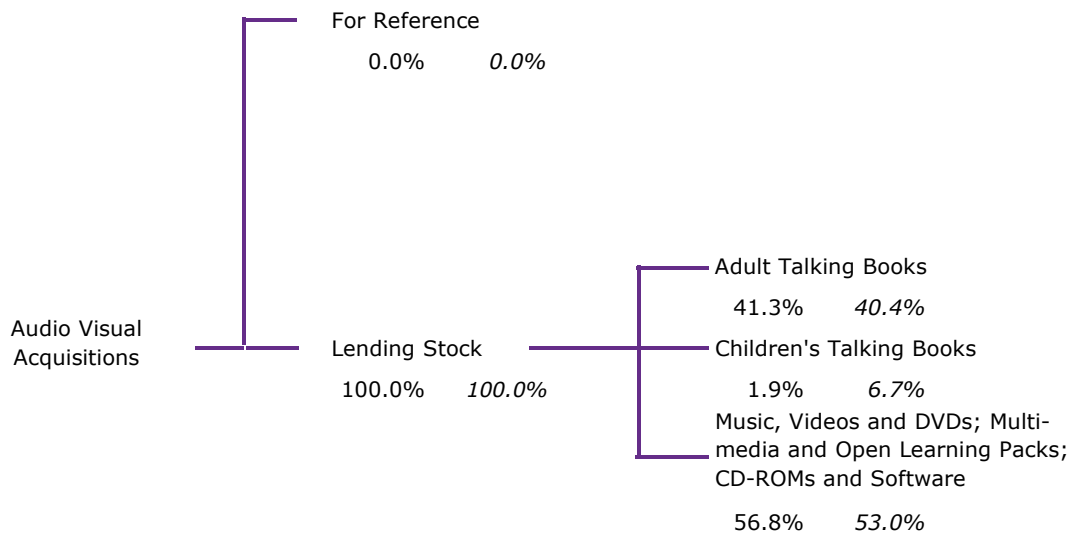 For Reference
0.0% 0.0%
Adult Talking Books
41.3% 40.4%
Audio Visual
Acquisitions
Lending Stock
100.0% 100.0%
Children's Talking Books
1.9% 6.7%
Music, Videos and DVDs; Multi-
media and Open Learning Packs;
CD-ROMs and Software
56.8% 53.0%